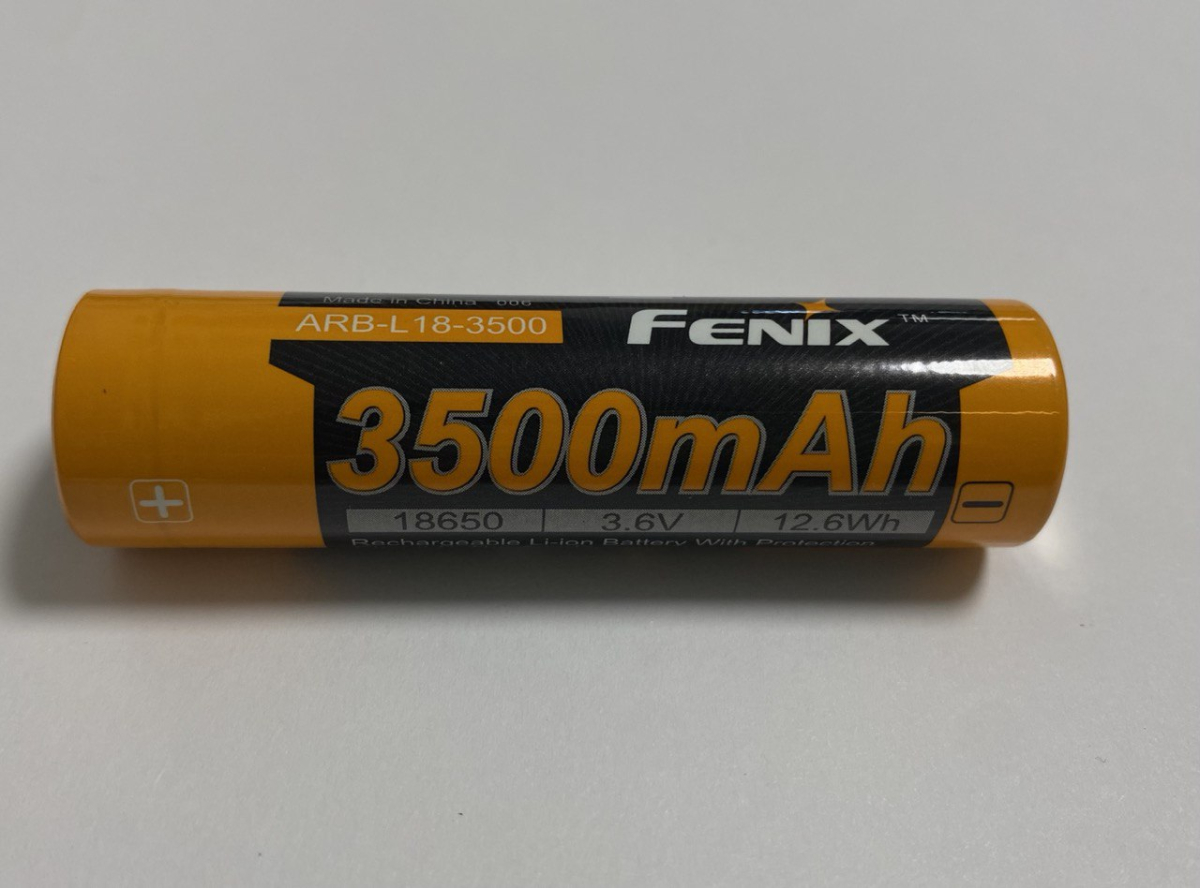 Made in China
ARB-L18-3500
FENIX™
3500mAh
+ -
18650 3.6V 12.6Wh
Rechargeable Li-ion Battery With Protection